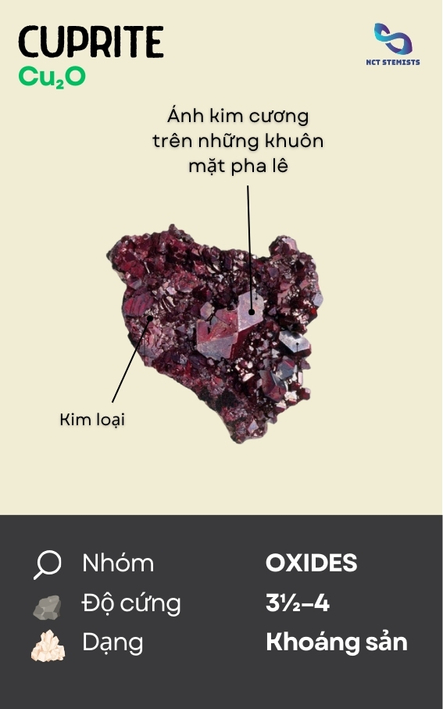 CUPRITE
Cu₂O
NCT STEMISTS
Ánh kim cương
trên những khuôn
mặt pha lê
Kim loại
Nhóm OXIDES
Độ cứng 3½–4
Dạng Khoáng sản